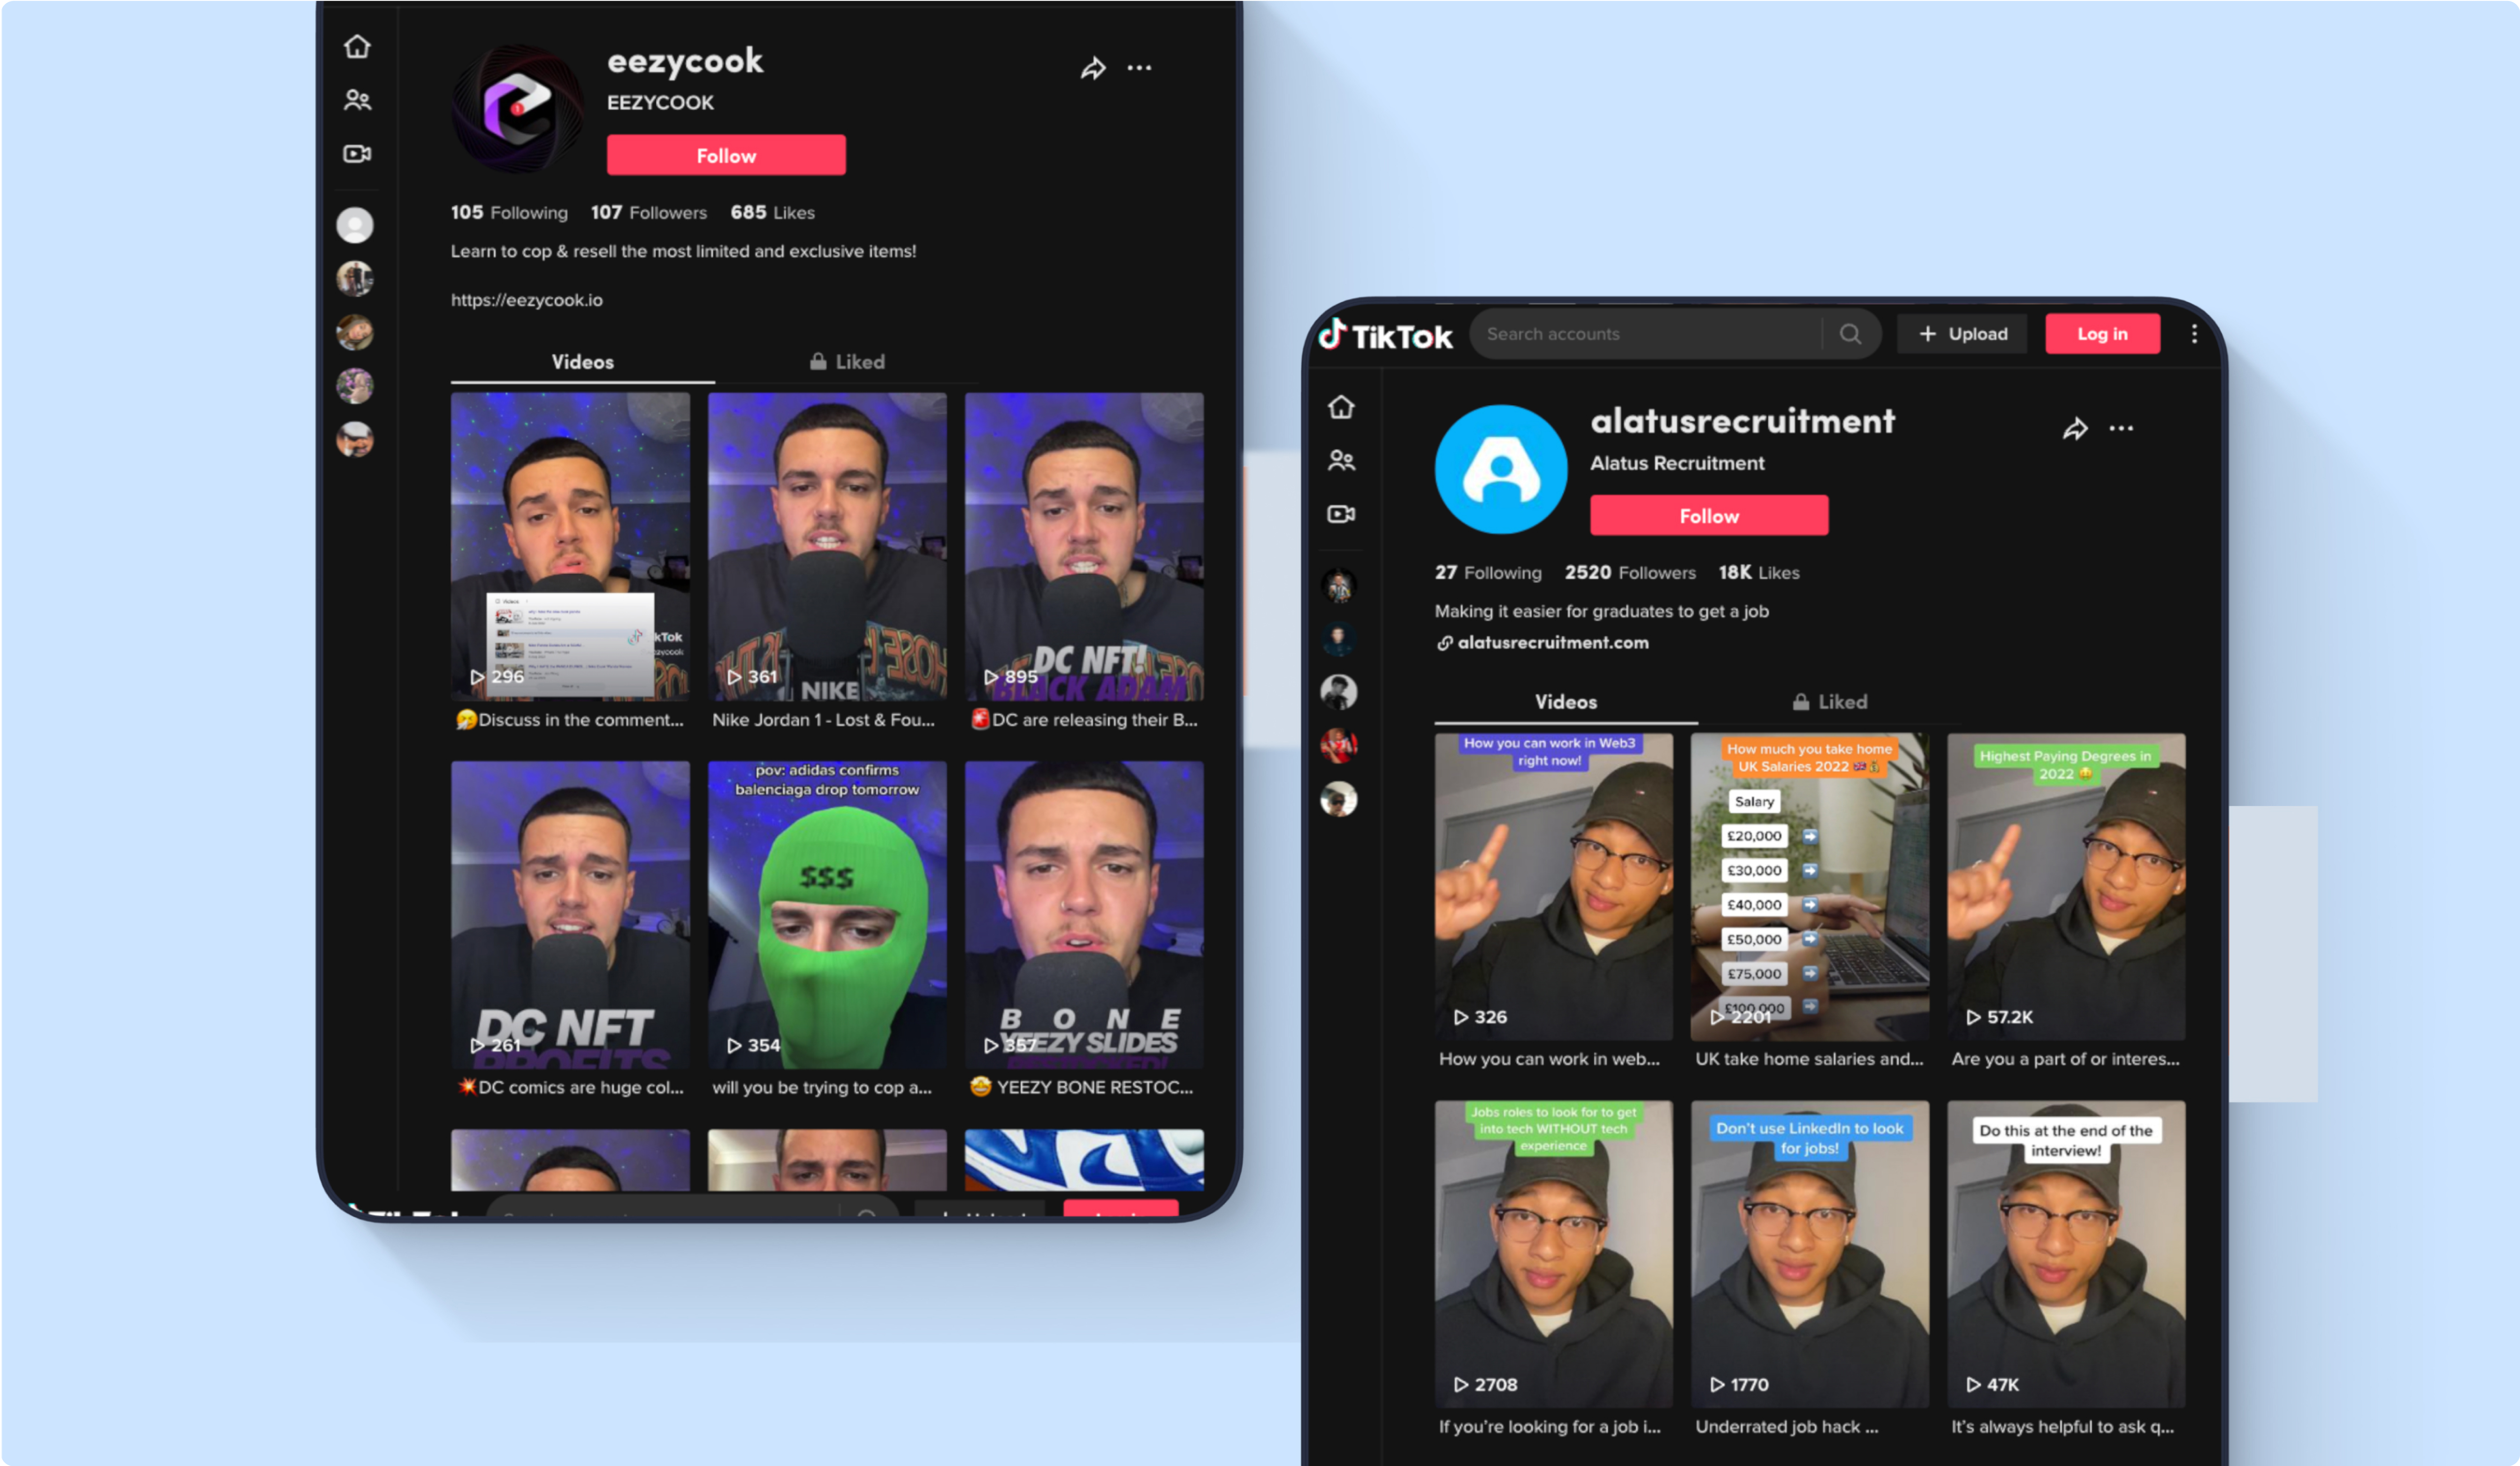 eezycook
EEZYCOOK
Follow
105 Following 107 Followers 685 Likes
Learn to cop & resell the most limited and exclusive items!
https://eezycook.io
Videos
Liked
Videos
kTok
296
NIKE
361
DC NFT!
BLACK ADAM
895
🤧Discuss in the comment...
Nike Jordan 1 - Lost & Fou...
🚨DC are releasing their B...
DC NFT
PROFITS
261
pov: adidas confirms
balenciaga drop tomorrow
$$$
354
BONE
YEEZY SLIDES
357
💥DC comics are huge col...
will you be trying to cop a...
🤩 YEEZY BONE RESTOC...
TikTok
TikTok
Search accounts
+ Upload
Log in
alatusrecruitment
Alatus Recruitment
Follow
27 Following 2520 Followers 18K Likes
Making it easier for graduates to get a job
alatusrecruitment.com
Videos
Liked
How you can work in Web3
right now!
326
How much you take home
UK Salaries 2022 🇬🇧💰
Salary
£20,000 ➡
£30,000 ➡
£40,000 ➡
£50,000 ➡
£75,000 ➡
£100,000 ➡
2201
Highest Paying Degrees in
2022 🤑
57.2K
How you can work in web...
UK take home salaries and...
Are you a part of or interes...
Jobs roles to look for to get
into tech WITHOUT tech
experience
2708
Don't use LinkedIn to look
for jobs!
1770
Do this at the end of the
interview!
47K
If you're looking for a job i...
Underrated job hack ...
It's always helpful to ask q...